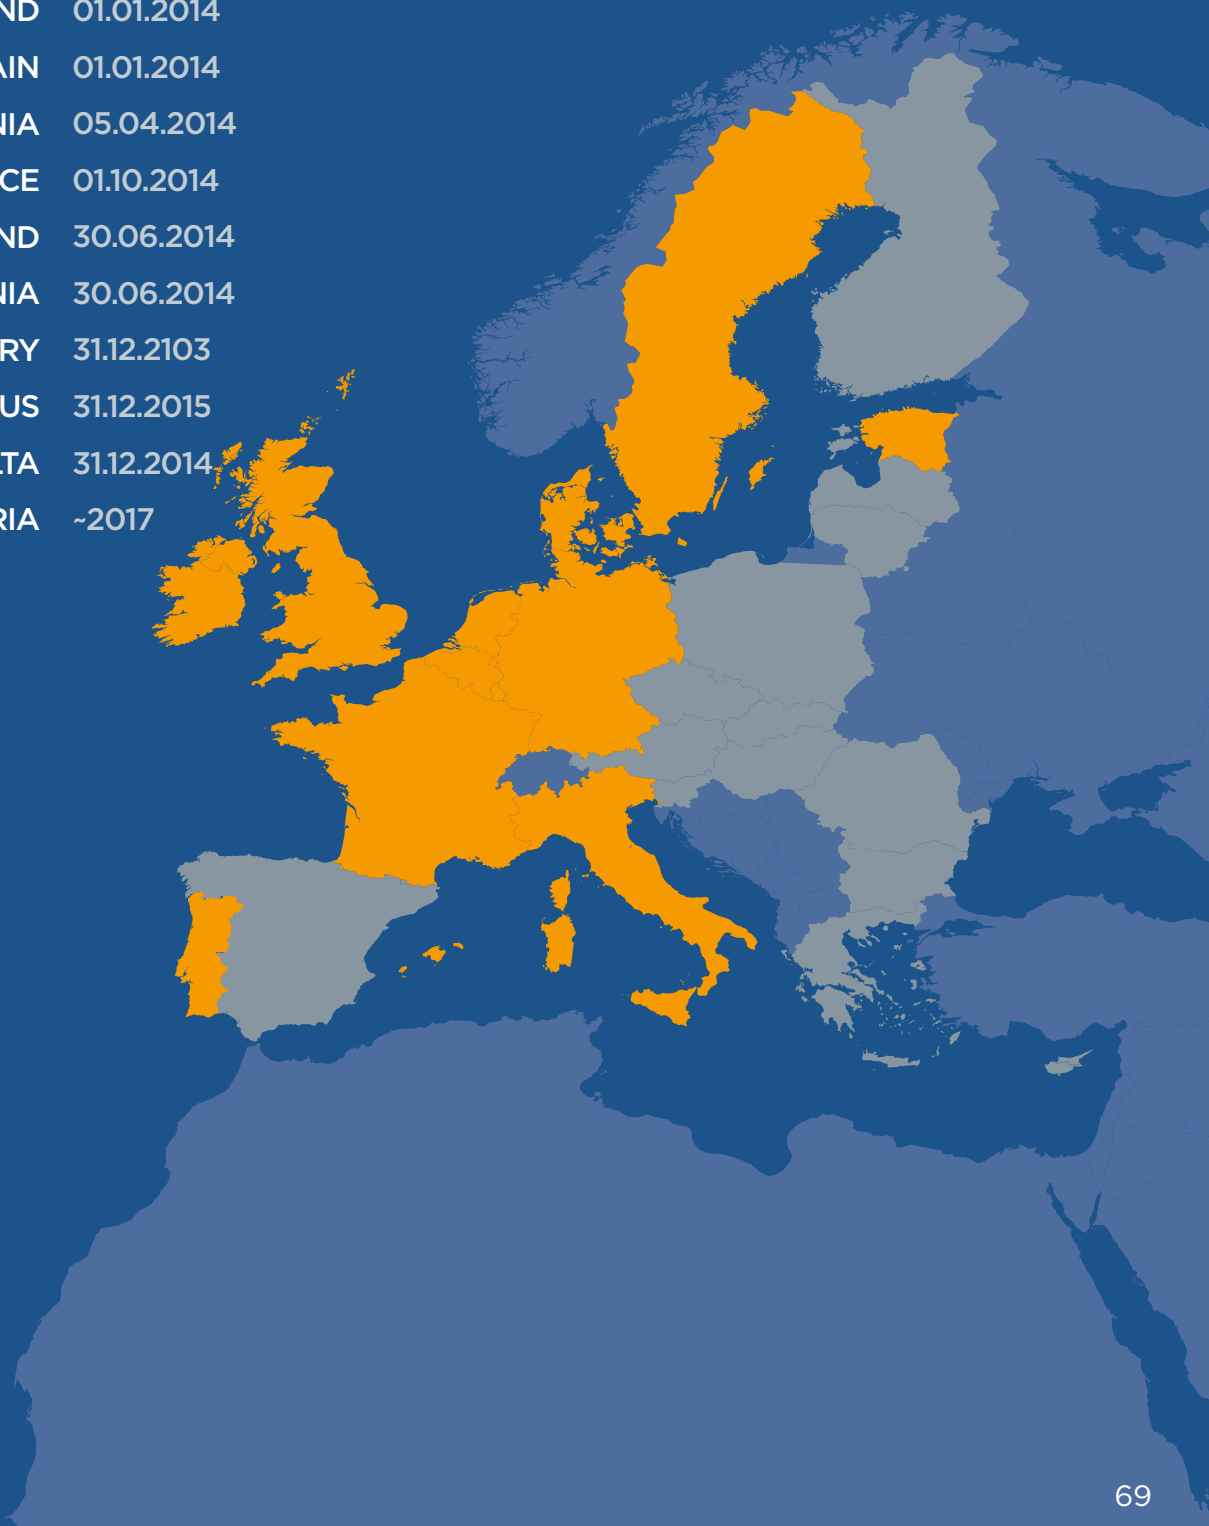 ND 01.01.2014
AIN 01.01.2014
NIA 05.04.2014
CE 01.10.2014
ND 30.06.2014
NIA 30.06.2014
RY 31.12.2103
US 31.12.2015
LTA 31.12.2014
RIA ~2017
69